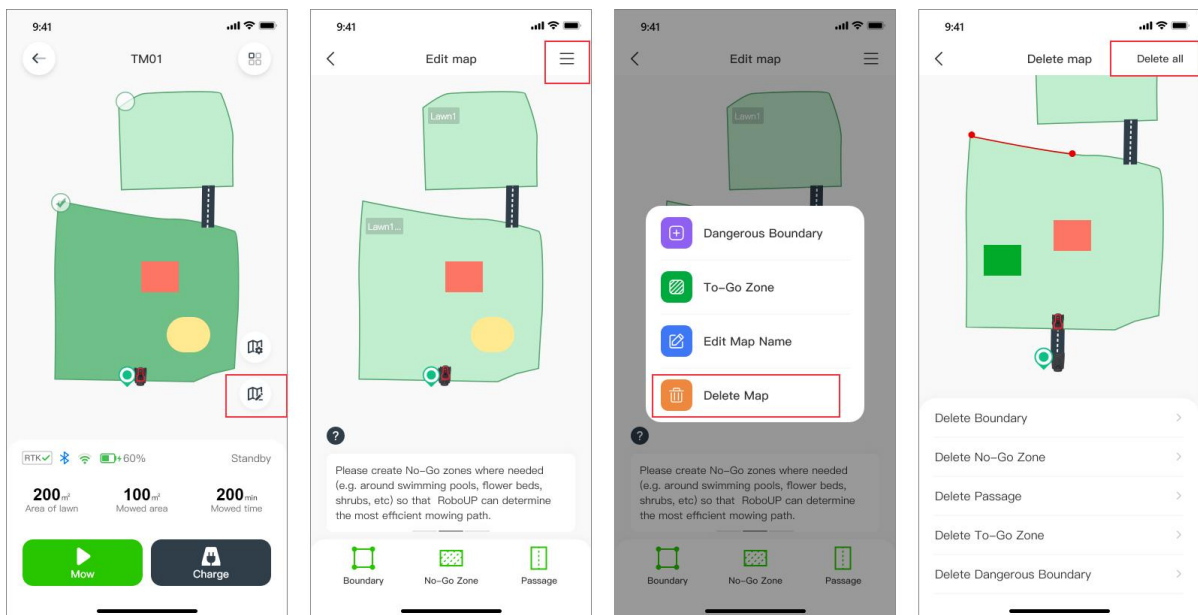 9:41
TM01
RTK
60%
Standby
200 m²
100 m²
200 min
Area of lawn
Mowed area
Mowed time
Mow
Charge
9:41
Edit map
Lawn1
Lawn1...
?
Please create No-Go zones where needed
(e.g. around swimming pools, flower beds,
shrubs, etc) so that RoboUP can determine
the most efficient mowing path.
Boundary
No-Go Zone
Passage
9:41
Edit map
Lawn1
Dangerous Boundary
To-Go Zone
Edit Map Name
Delete Map
?
Please create No-Go zones where needed
(e.g. around swimming pools, flower beds,
shrubs, etc) so that RoboUP can determine
the most efficient mowing path.
Boundary
No-Go Zone
Passage
9:41
Delete map
Delete all
Delete Boundary
Delete No-Go Zone
Delete Passage
Delete To-Go Zone
Delete Dangerous Boundary